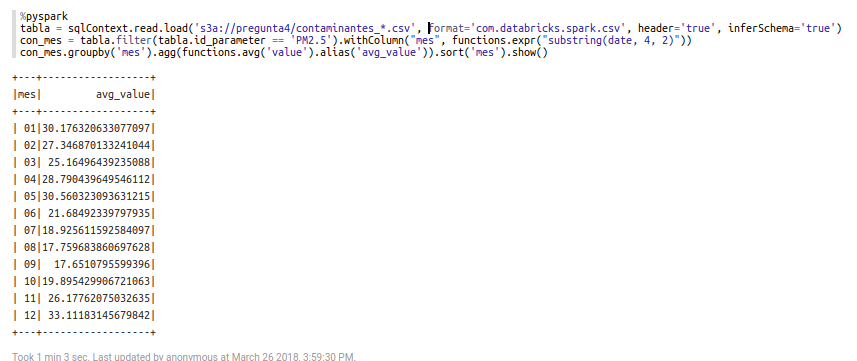 %pyspark
tabla = sqlContext.read.load('s3a://pregunta4/contaminantes_*.csv', format='com.databricks.spark.csv', header='true', inferSchema='true')
con_mes = tabla.filter(tabla.id_parameter == 'PM2.5').withColumn("mes", functions.expr("substring(date, 4, 2)"))
con_mes.groupby('mes').agg(functions.avg('value').alias('avg_value')).sort('mes').show()
+---+------------------+
|mes|         avg_value|
+---+------------------+
| 01|30.176320633077097|
| 02|27.346870133241044|
| 03| 25.16496439235088|
| 04|28.790439649546112|
| 05|30.560323093631215|
| 06| 21.68492339797935|
| 07|18.925611592584097|
| 08|17.759683860697628|
| 09|  17.6510795599396|
| 10|19.895429906721063|
| 11| 26.17762075032635|
| 12| 33.11183145679842|
+---+------------------+
Took 1 min 3 sec. Last updated by anonymous at March 26 2018, 3:59:30 PM.